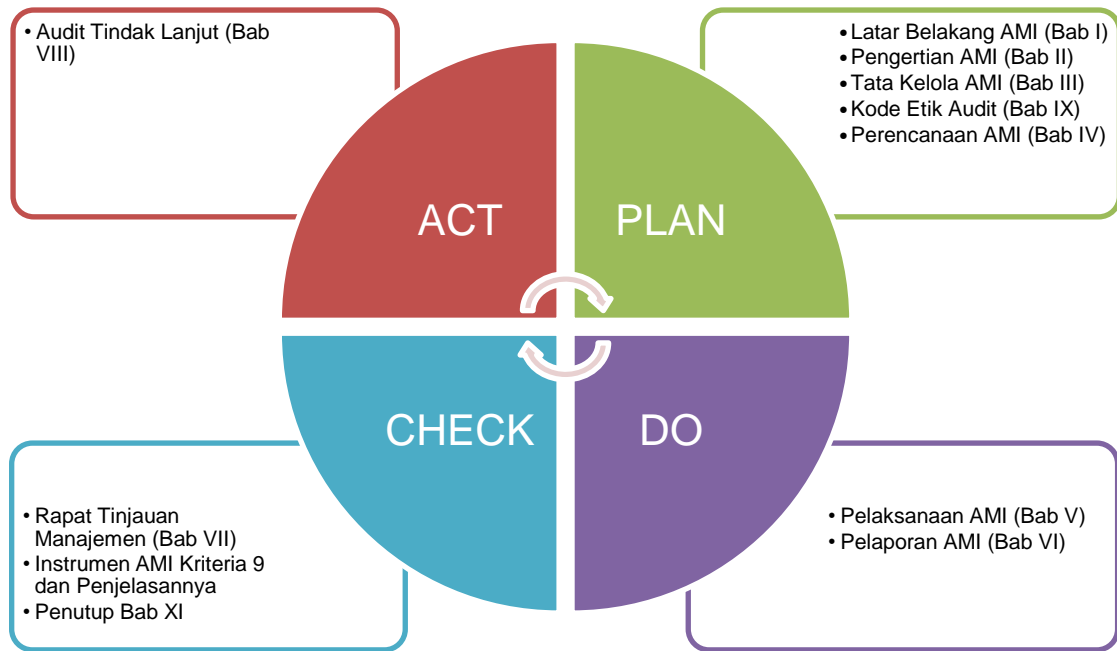 • Audit Tindak Lanjut (Bab
VIII)
• Latar Belakang AMI (Bab I)
• Pengertian AMI (Bab II)
• Tata Kelola AMI (Bab III)
• Kode Etik Audit (Bab IX)
• Perencanaan AMI (Bab IV)
ACT
PLAN
CHECK
DO
• Rapat Tinjauan
Manajemen (Bab VII)
• Instrumen AMI Kriteria 9
dan Penjelasannya
• Penutup Bab XI
• Pelaksanaan AMI (Bab V)
• Pelaporan AMI (Bab VI)